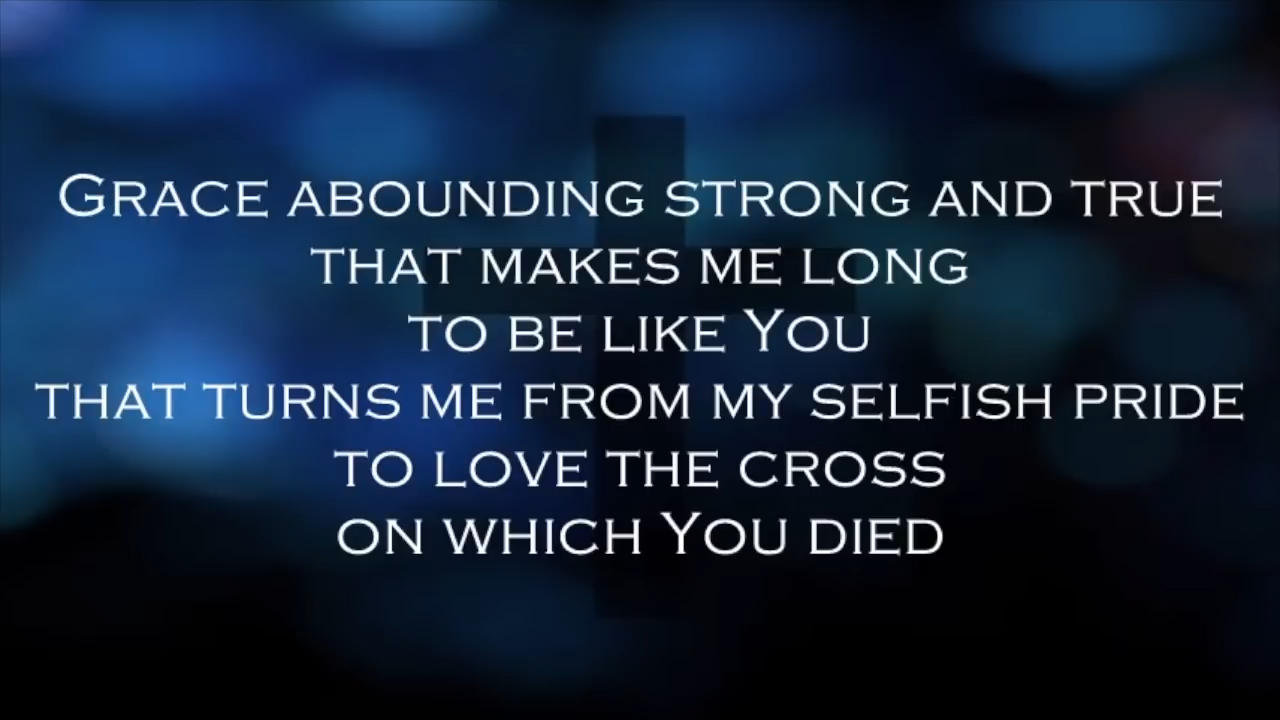 Grace abounding strong and true
that makes me long
to be like You
that turns me from my selfish pride
to love the cross
on which You died